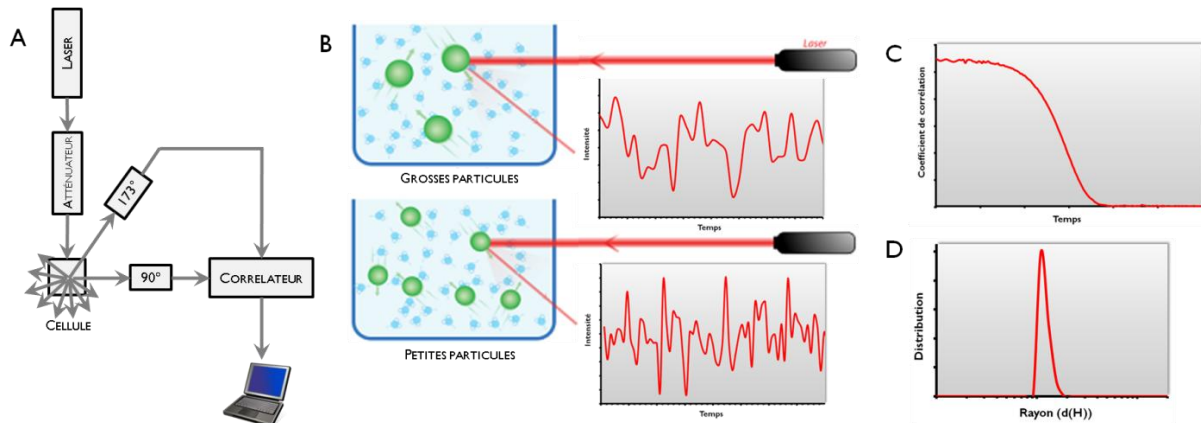 A
LASER
ATTÉNUATEUR
173°
90°
CORRELATEUR
CELLULE
B
Laser
GROSSES PARTICULES
Intensité
Temps
PETITES PARTICULES
Intensité
Temps
C
Coefficient de corrélation
Temps
D
Distribution
Rayon (d(H))